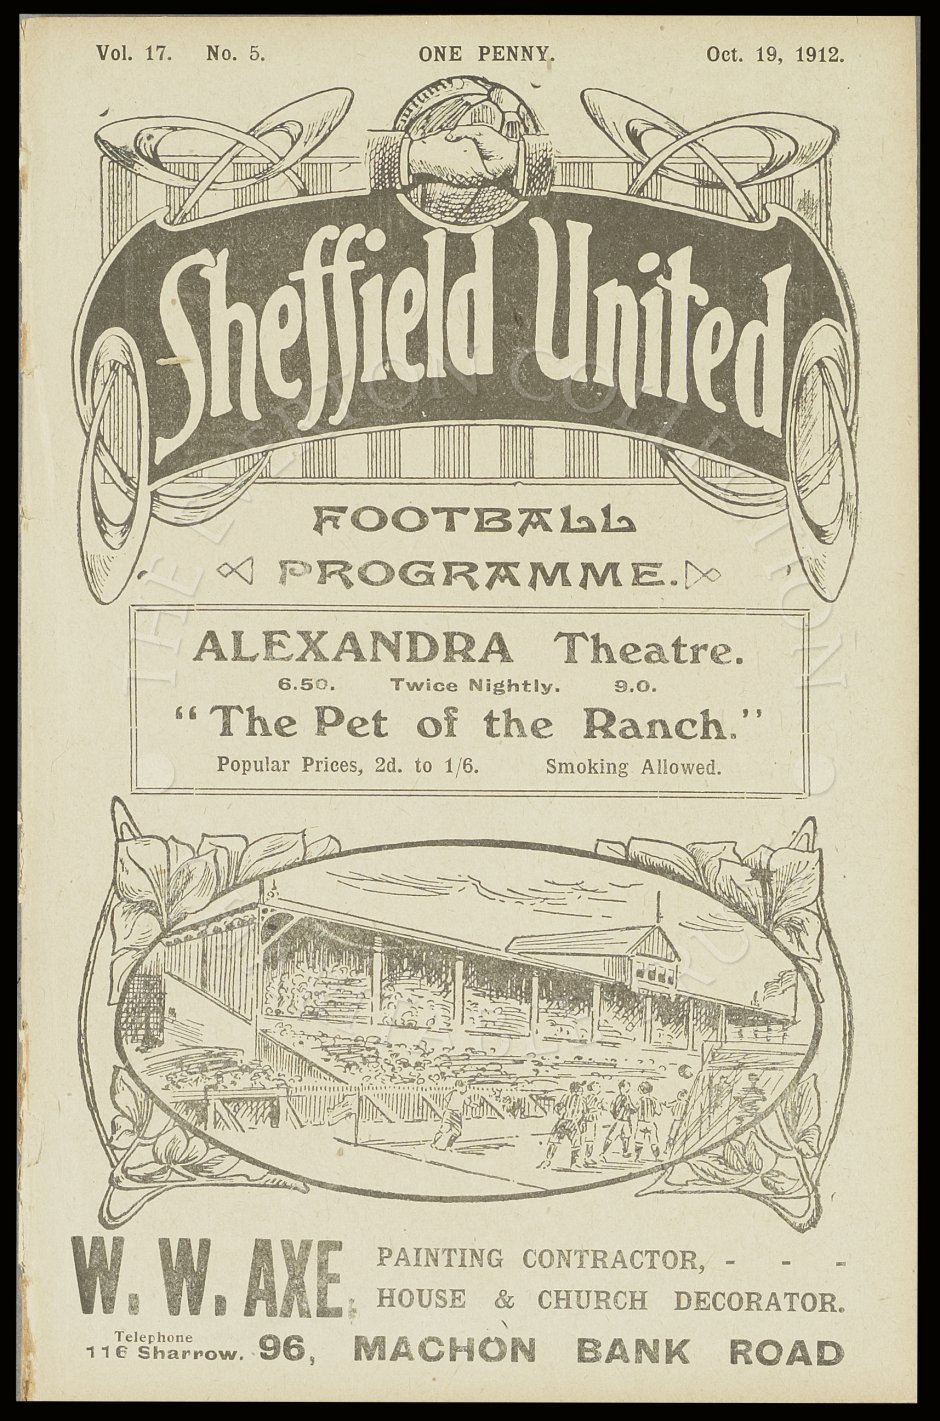 Vol. 17. No. 5. ONE PENNY. Oct. 19, 1912.
Sheffield United
FOOTBALL
PROGRAMME.
ALEXANDRA Theatre.
6.50. Twice Nightly. 9.0.
"The Pet of the Ranch."
Popular Prices, 2d. to 1/6. Smoking Allowed.
W. W. AXE, PAINTING CONTRACTOR, - - -
HOUSE & CHURCH DECORATOR.
Telephone
116 Sharrow. 96, MACHON BANK ROAD